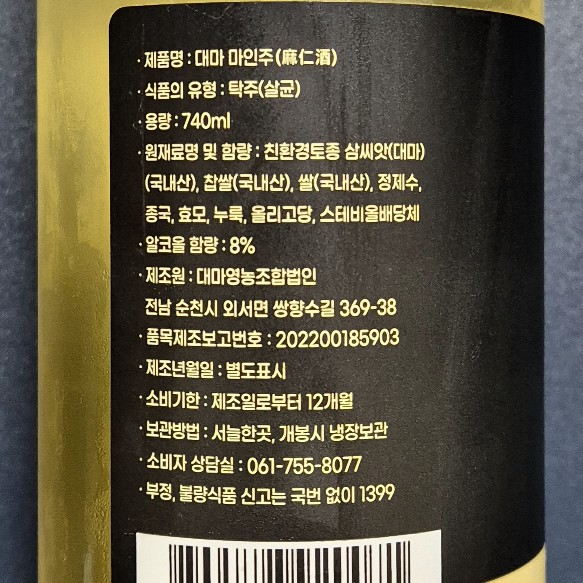 · 제품명 : 대마 마인주(麻仁酒)
· 식품의 유형 : 탁주(살균)
· 용량 : 740ml
· 원재료명 및 함량 : 친환경토종 삼씨앗(대마)
(국내산), 찹쌀(국내산), 쌀(국내산), 정제수,
종국, 효모, 누룩, 올리고당, 스테비올배당체
· 알코올 함량 : 8%
· 제조원 : 대마영농조합법인
전남 순천시 외서면 쌍향수길 369-38
· 품목제조보고번호 : 202200185903
· 제조년월일 : 별도표시
· 소비기한 : 제조일로부터 12개월
· 보관방법 : 서늘한곳, 개봉시 냉장보관
· 소비자 상담실 : 061-755-8077
· 부정, 불량식품 신고는 국번 없이 1399